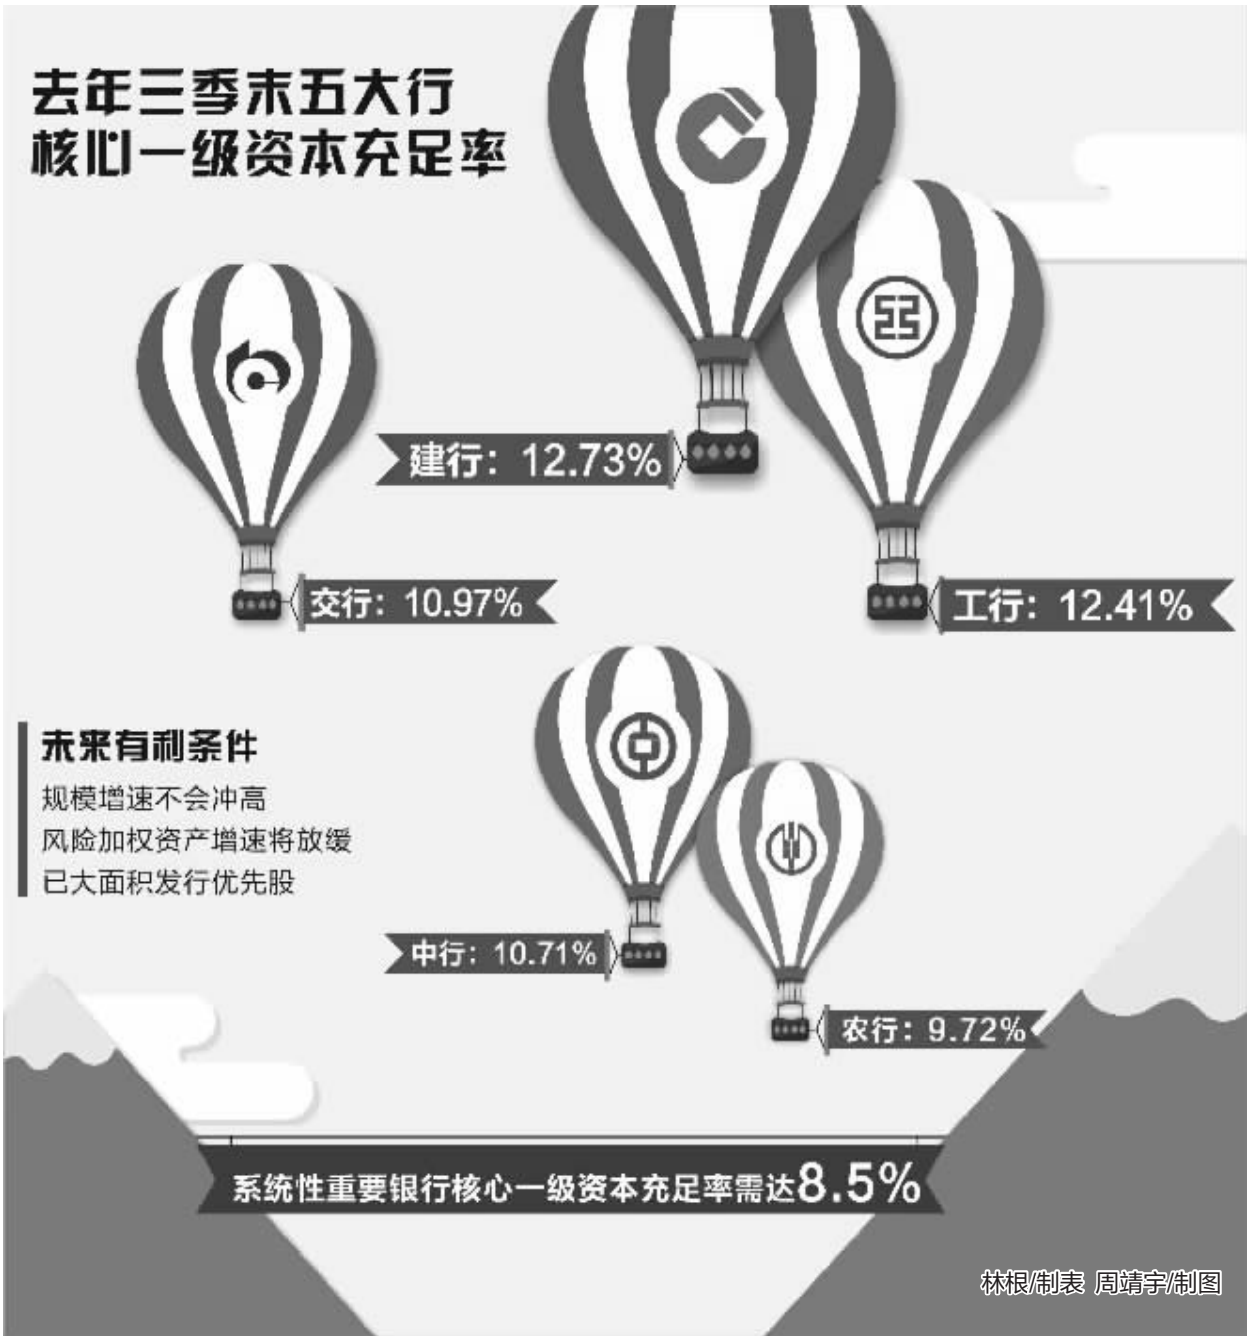 去年三季末五大行
核心一级资本充足率
建行：12.73%
交行：10.97%
工行：12.41%
未来有利条件
规模增速不会冲高
风险加权资产增速将放缓
已大面积发行优先股
中行：10.71%
农行：9.72%
系统性重要银行核心一级资本充足率需达8.5%
林根/制表 周靖宇/制图